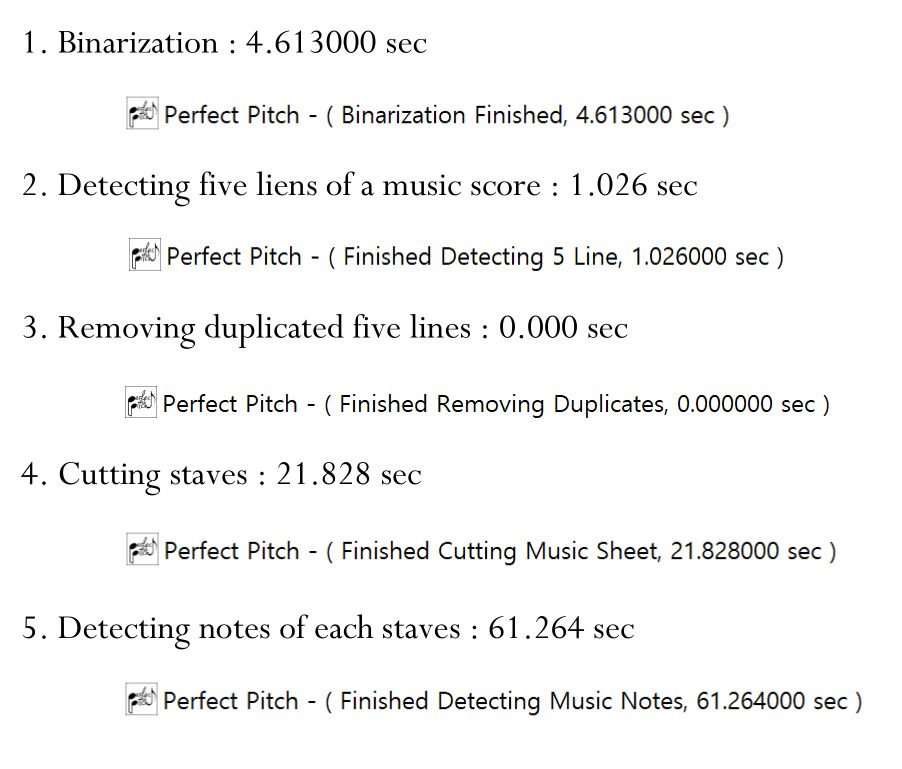 1. Binarization : 4.613000 sec
Perfect Pitch - ( Binarization Finished, 4.613000 sec )
2. Detecting five liens of a music score : 1.026 sec
Perfect Pitch - ( Finished Detecting 5 Line, 1.026000 sec )
3. Removing duplicated five lines : 0.000 sec
Perfect Pitch - ( Finished Removing Duplicates, 0.000000 sec )
4. Cutting staves : 21.828 sec
Perfect Pitch - ( Finished Cutting Music Sheet, 21.828000 sec )
5. Detecting notes of each staves : 61.264 sec
Perfect Pitch - ( Finished Detecting Music Notes, 61.264000 sec )